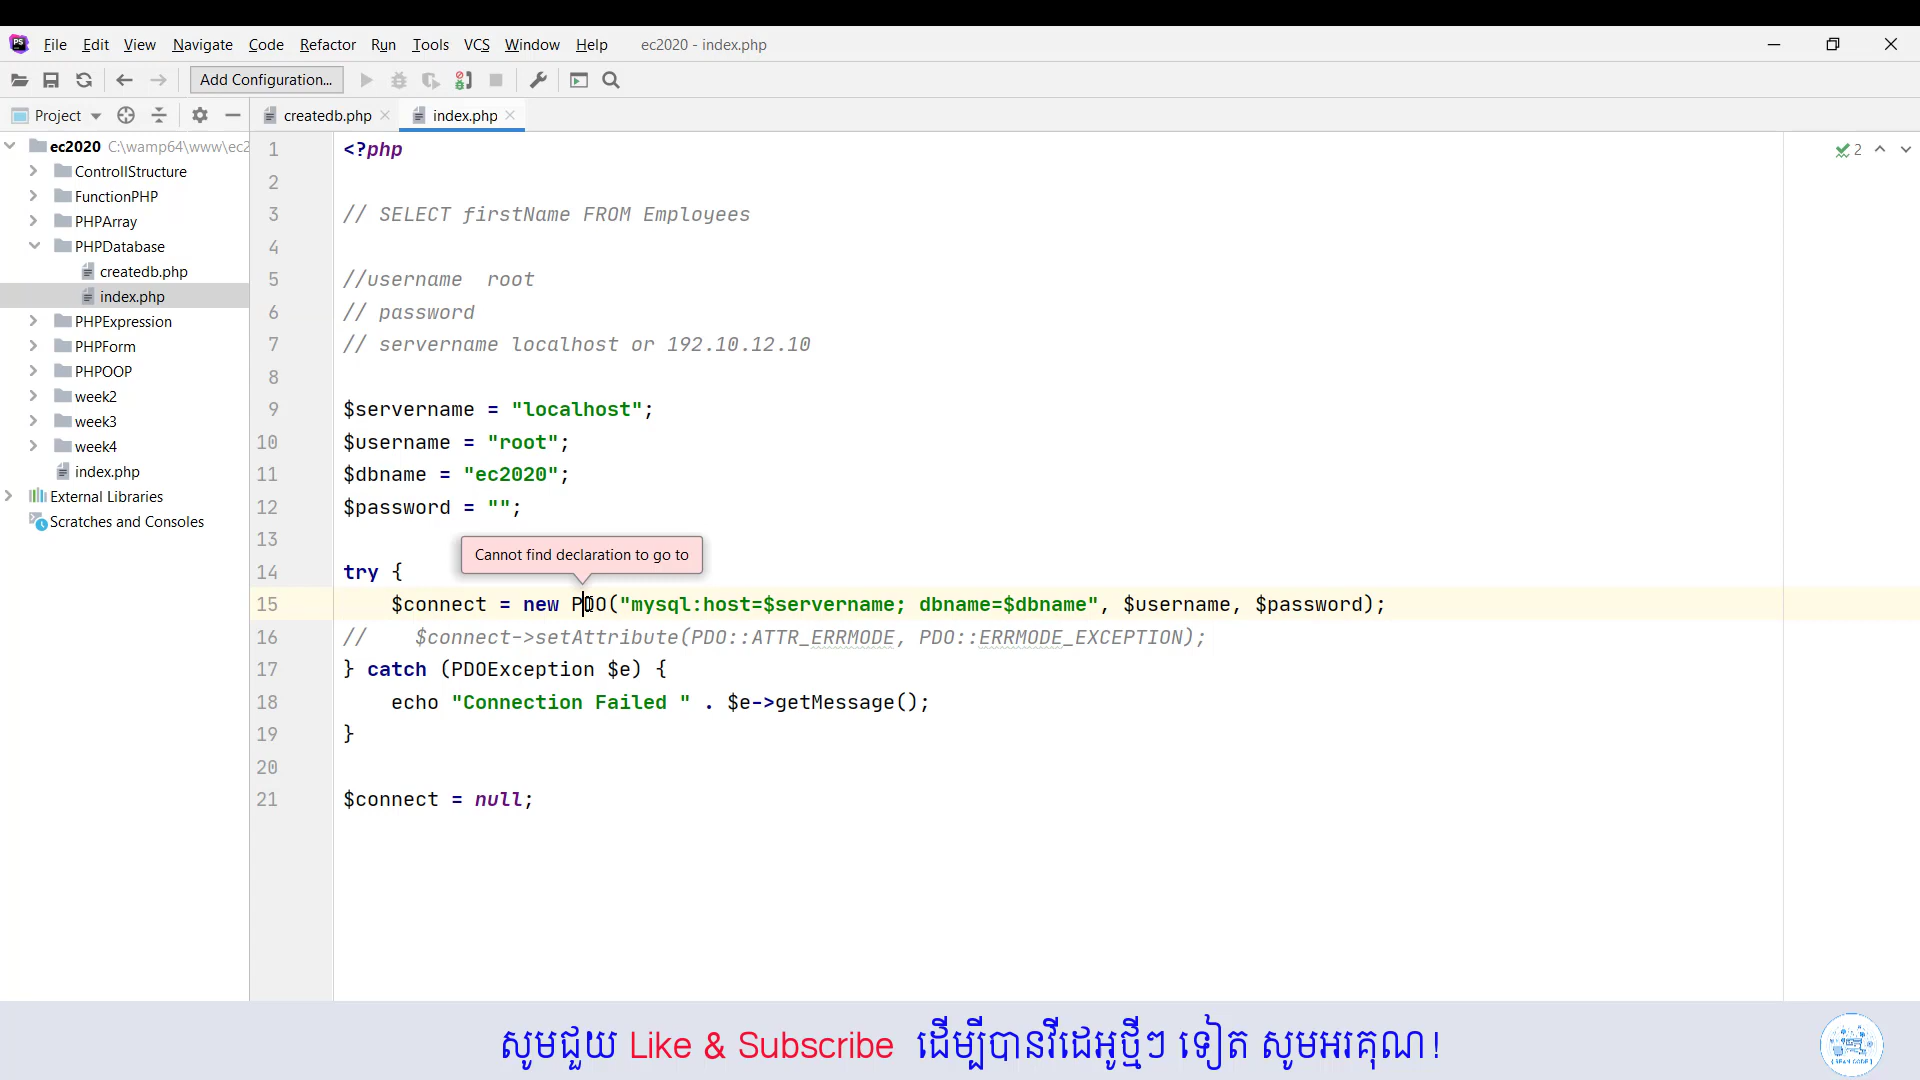 File Edit View Navigate Code Refactor Run Tools VCS Window Help ec2020 - index.php
Add Configuration...
Project createdb.php index.php
ec2020 C:\wamp64\www\ec2
ControllStructure
FunctionPHP
PHPArray
PHPDatabase
createdb.php
index.php
PHPExpression
PHPForm
PHPOOP
week2
week3
week4
index.php
External Libraries
Scratches and Consoles
2
1 <?php
2
3 // SELECT firstName FROM Employees
4
5 //username  root
6 // password
7 // servername localhost or 192.10.12.10
8
9 $servername = "localhost";
10 $username = "root";
11 $dbname = "ec2020";
12 $password = "";
13
Cannot find declaration to go to
14 try {
15     $connect = new PDO("mysql:host=$servername; dbname=$dbname", $username, $password);
16 //    $connect->setAttribute(PDO::ATTR_ERRMODE, PDO::ERRMODE_EXCEPTION);
17 } catch (PDOException $e) {
18     echo "Connection Failed " . $e->getMessage();
19 }
20
21 $connect = null;
សូមជួយ Like & Subscribe ដើម្បីបានវីដេអូថ្មីៗ ទៀត សូមអរគុណ!